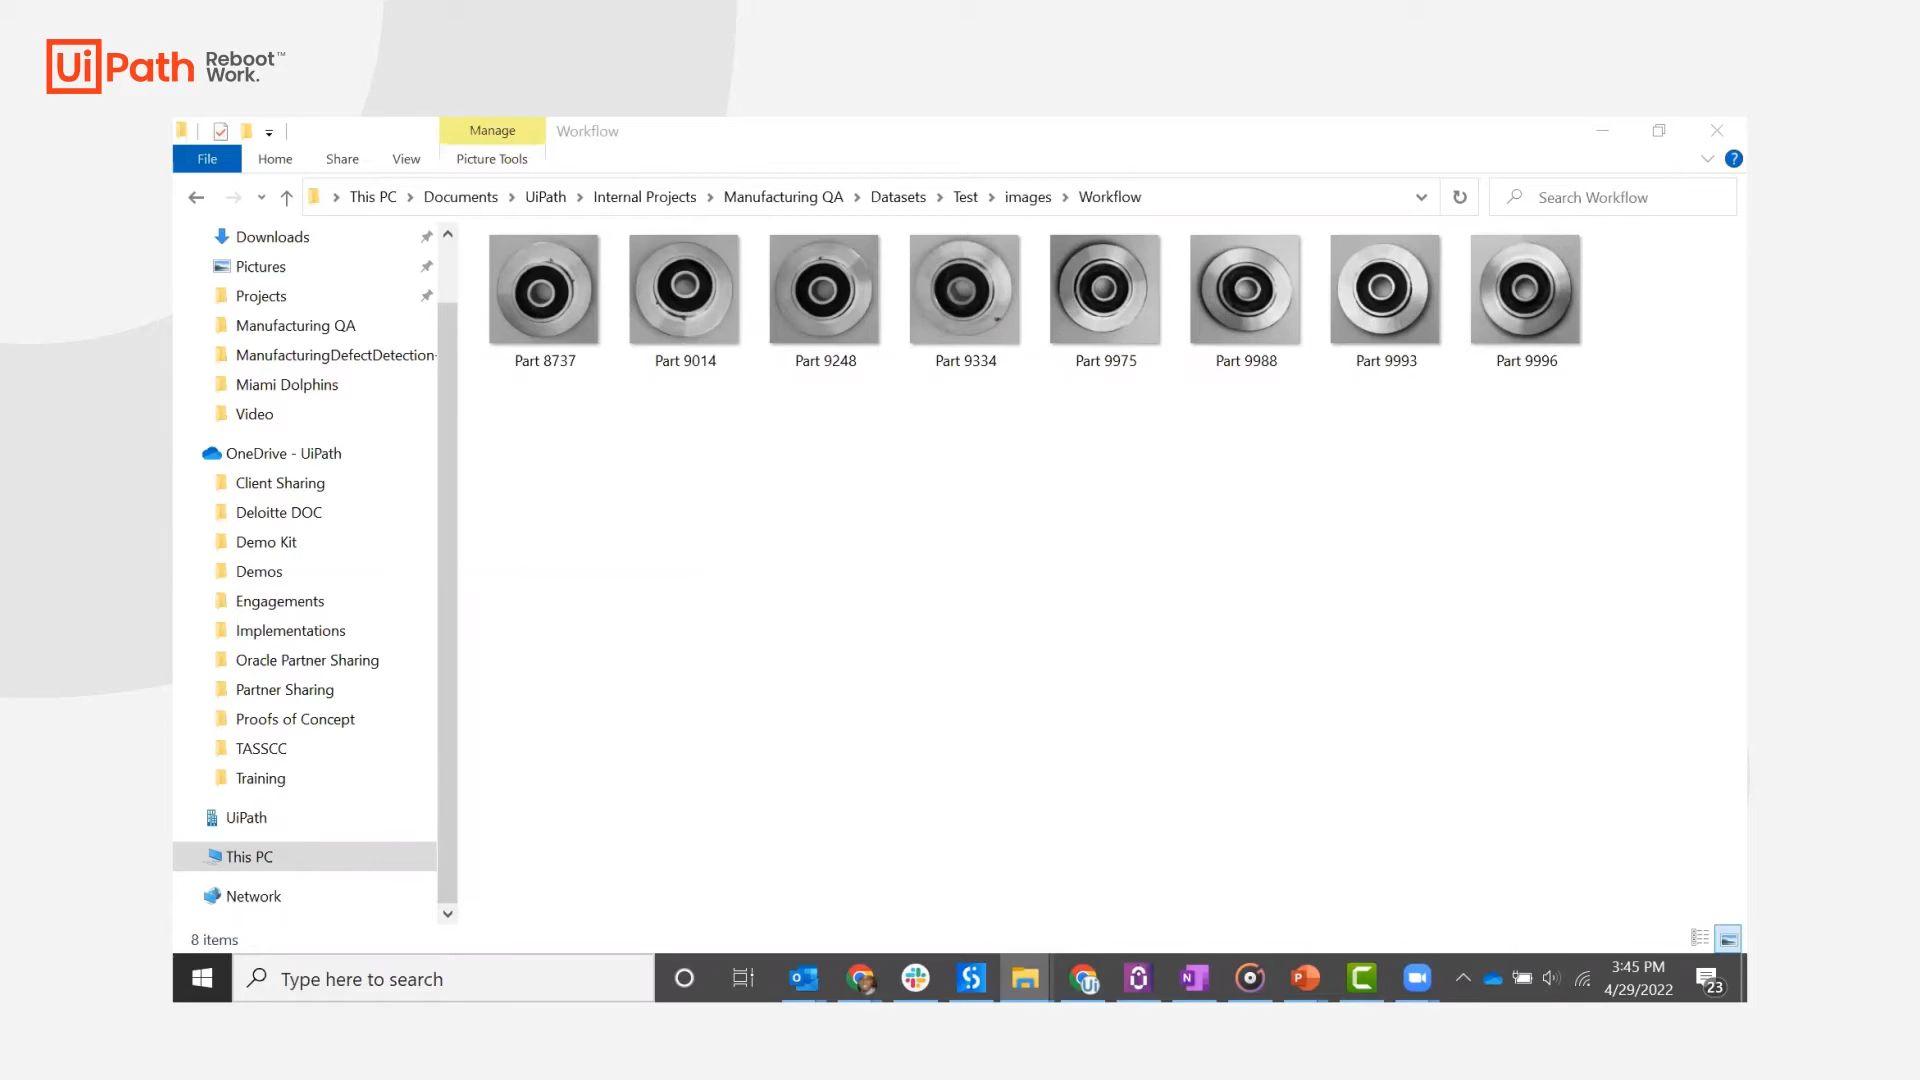 UiPath Reboot Work.™
Manage
Workflow
File
Home
Share
View
Picture Tools
This PC
Documents
UiPath
Internal Projects
Manufacturing QA
Datasets
Test
images
Workflow
Search Workflow
Downloads
Pictures
Projects
Manufacturing QA
ManufacturingDefectDetection-
Miami Dolphins
Video
OneDrive - UiPath
Client Sharing
Deloitte DOC
Demo Kit
Demos
Engagements
Implementations
Oracle Partner Sharing
Partner Sharing
Proofs of Concept
TASSCC
Training
UiPath
This PC
Network
Part 8737
Part 9014
Part 9248
Part 9334
Part 9975
Part 9988
Part 9993
Part 9996
8 items
Type here to search
3:45 PM
4/29/2022
23